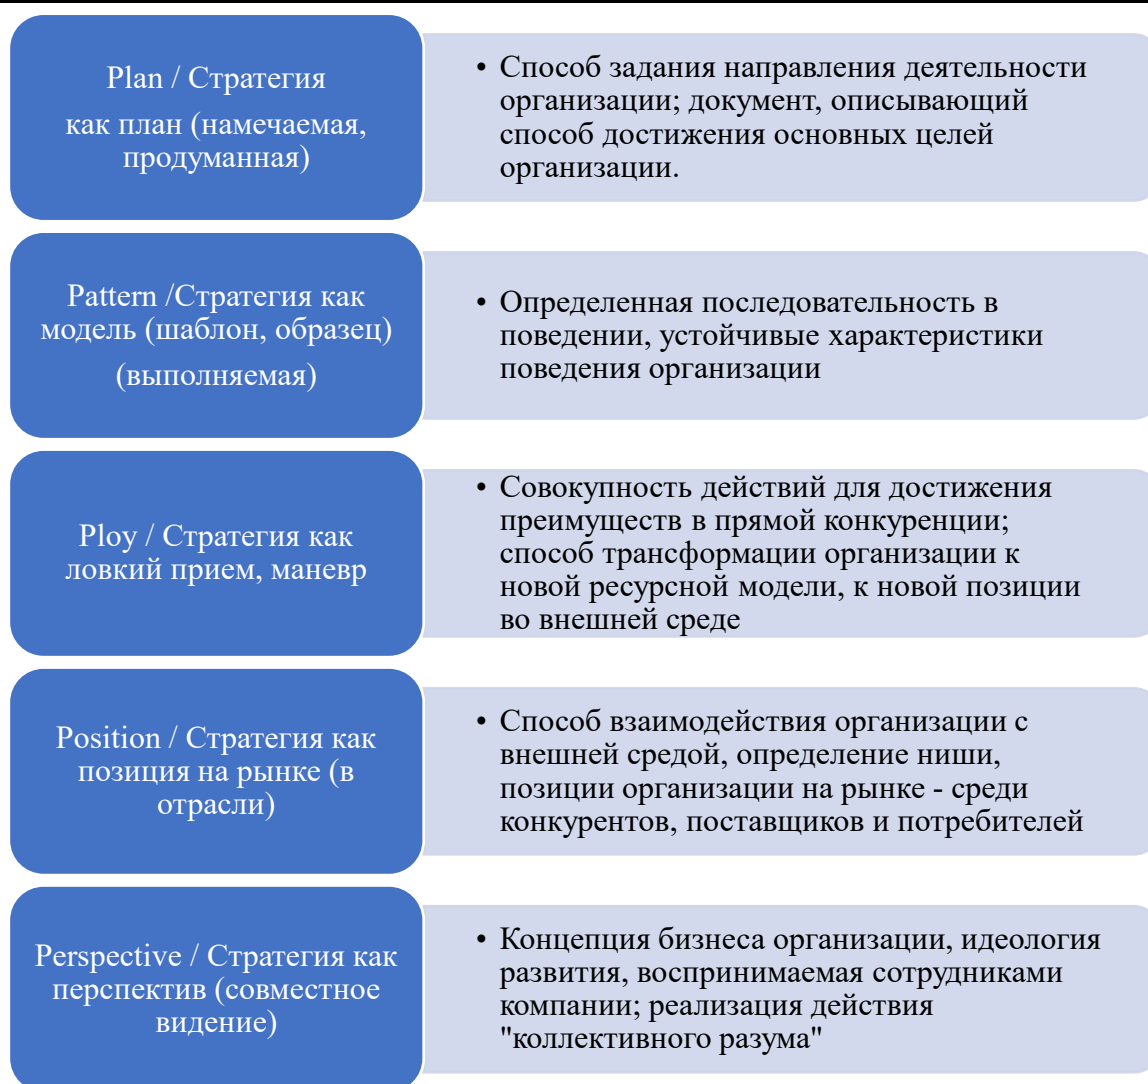 Plan / Стратегия
как план (намечаемая,
продуманная)
• Способ задания направления деятельности
организации; документ, описывающий
способ достижения основных целей
организации.
Pattern /Стратегия как
модель (шаблон, образец)
(выполняемая)
• Определенная последовательность в
поведении, устойчивые характеристики
поведения организации
Ploy / Стратегия как
ловкий прием, маневр
• Совокупность действий для достижения
преимуществ в прямой конкуренции;
способ трансформации организации к
новой ресурсной модели, к новой позиции
во внешней среде
Position / Стратегия как
позиция на рынке (в
отрасли)
• Способ взаимодействия организации с
внешней средой, определение ниши,
позиции организации на рынке - среди
конкурентов, поставщиков и потребителей
Perspective / Стратегия как
перспектив (совместное
видение)
• Концепция бизнеса организации, идеология
развития, воспринимаемая сотрудниками
компании; реализация действия
"коллективного разума"